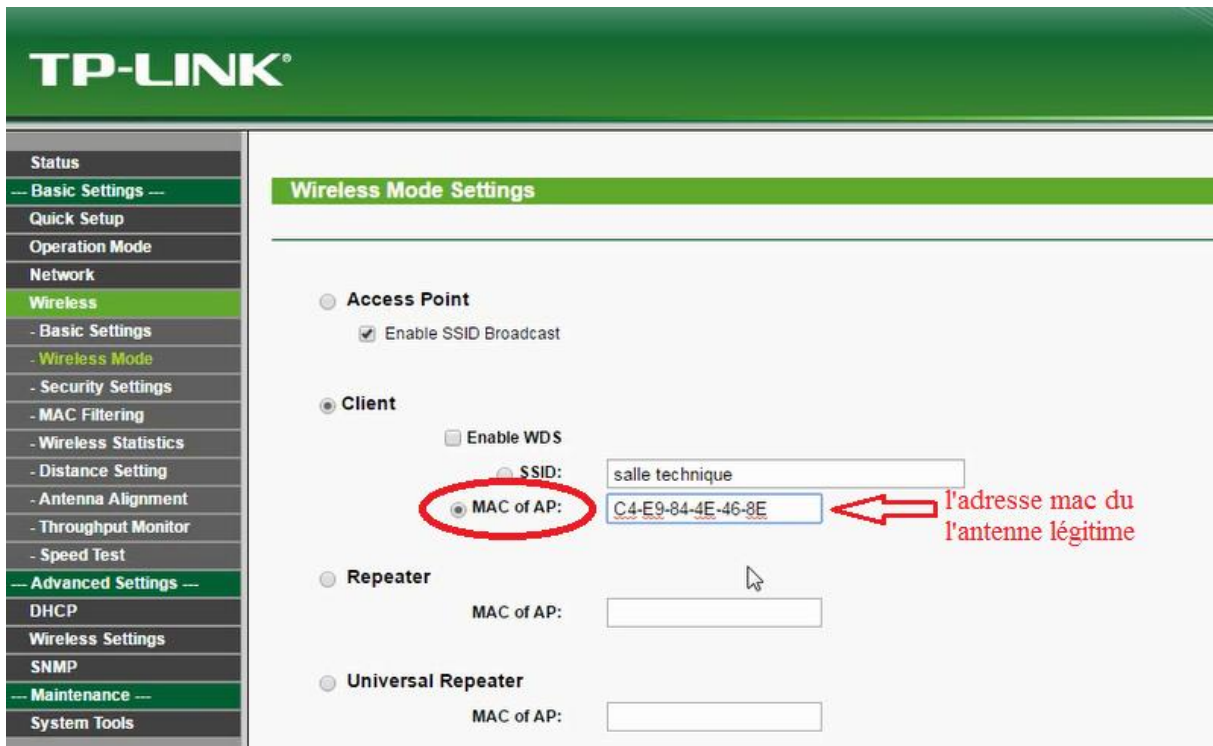 TP-LINK®
Status
--- Basic Settings ---
Quick Setup
Operation Mode
Network
Wireless
- Basic Settings
- Wireless Mode
- Security Settings
- MAC Filtering
- Wireless Statistics
- Distance Setting
- Antenna Alignment
- Throughput Monitor
- Speed Test
--- Advanced Settings ---
DHCP
Wireless Settings
SNMP
--- Maintenance ---
System Tools
Wireless Mode Settings
Access Point
Enable SSID Broadcast
Client
Enable WDS
SSID: salle technique
MAC of AP: C4-E9-84-4E-46-8E
l'adresse mac du
l'antenne légitime
Repeater
MAC of AP:
Universal Repeater
MAC of AP: